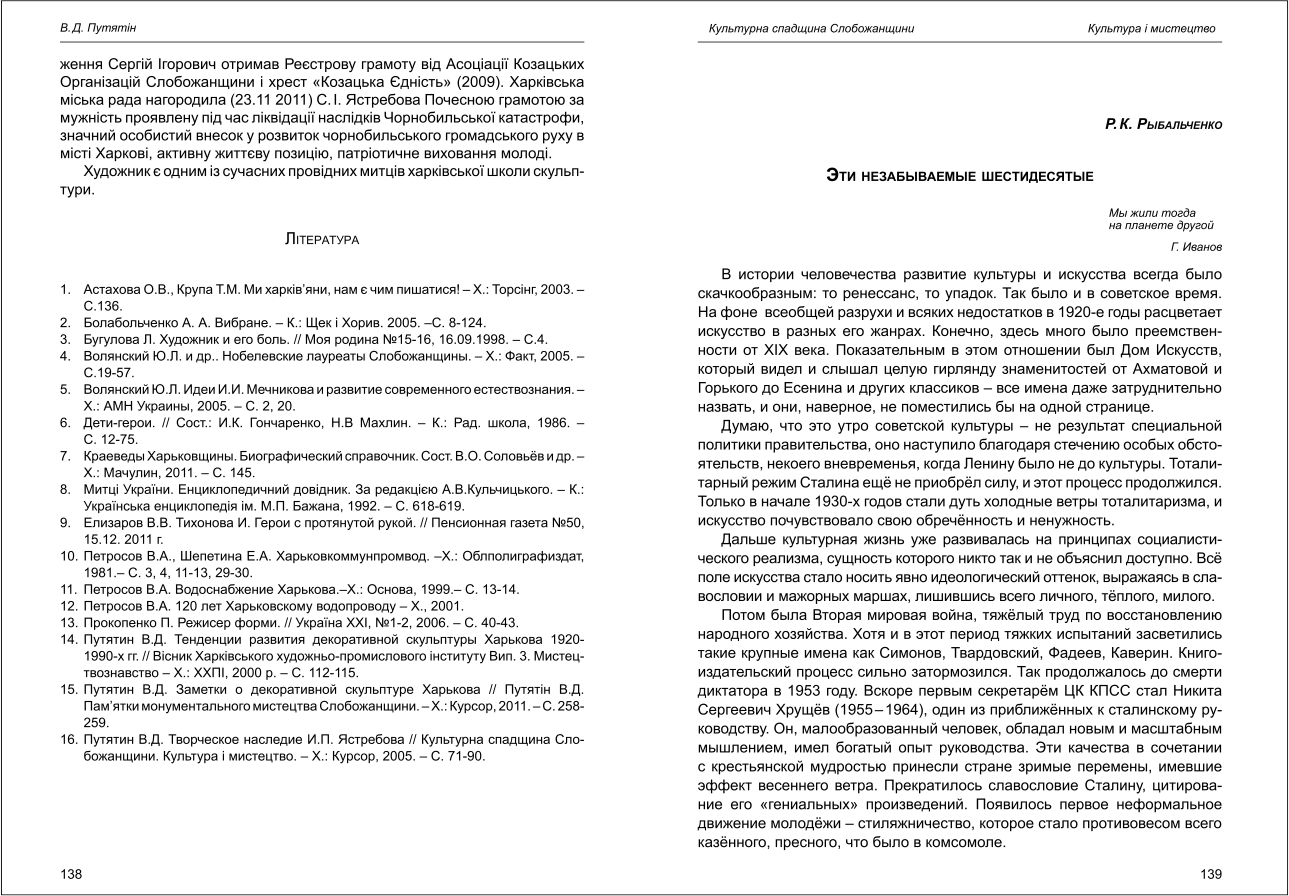 В. Д. Путятін
ження Сергій Ігорович отримав Реєстрову грамоту від Асоціації Козацьких
Організацій Слобожанщини і хрест «Козацька Єдність» (2009). Харківська
міська рада нагородила (23.11 2011) С. І. Ястребова Почесною грамотою за
мужність проявлену під час ліквідації наслідків Чорнобильської катастрофи,
значний особистий внесок у розвиток чорнобильського громадського руху в
місті Харкові, активну життєву позицію, патріотичне виховання молоді.
Художник є одним із сучасних провідних митців харківської школи скульп-
тури.
Література
1. Астахова О.В., Крупа Т.М. Ми харків’яни, нам є чим пишатися! – Х.: Торсінг, 2003. –
С.136.
2. Болабольченко А. А. Вибране. – К.: Щек і Хорив. 2005. –С. 8-124.
3. Бугулова Л. Художник и его боль. // Моя родина №15-16, 16.09.1998. – С.4.
4. Волянский Ю.Л. и др.. Нобелевские лауреаты Слобожанщины. – Х.: Факт, 2005. –
С.19-57.
5. Волянский Ю.Л. Идеи И.И. Мечникова и развитие современного естествознания. –
Х.: АМН Украины, 2005. – С. 2, 20.
6. Дети-герои. // Сост.: И.К. Гончаренко, Н.В Махлин. – К.: Рад. школа, 1986. –
С. 12-75.
7. Краеведы Харьковщины. Биографический справочник. Сост. В.О. Соловьёв и др. –
Х.: Мачулин, 2011. – С. 145.
8. Митці України. Енциклопедичний довідник. За редакцією А.В.Кульчицького. – К.:
Українська енциклопедія ім. М.П. Бажана, 1992. – С. 618-619.
9. Елизаров В.В. Тихонова И. Герои с протянутой рукой. // Пенсионная газета №50,
15.12. 2011 г.
10. Петросов В.А., Шепетина Е.А. Харьковкоммунпромвод. –Х.: Облполиграфиздат,
1981.– С. 3, 4, 11-13, 29-30.
11. Петросов В.А. Водоснабжение Харькова.–Х.: Основа, 1999.– С. 13-14.
12. Петросов В.А. 120 лет Харьковскому водопроводу – Х., 2001.
13. Прокопенко П. Режисер форми. // Україна XXI, №1-2, 2006. – С. 40-43.
14. Путятин В.Д. Тенденции развития декоративной скульптуры Харькова 1920-
1990-х гг. // Вісник Харківського художньо-промислового інституту Вип. 3. Мистец-
твознавство – Х.: ХХПІ, 2000 р. – С. 112-115.
15. Путятин В.Д. Заметки о декоративной скульптуре Харькова // Путятін В.Д.
Пам’ятки монументального мистецтва Слобожанщини. – Х.: Курсор, 2011. – С. 258-
259.
16. Путятин В.Д. Творческое наследие И.П. Ястребова // Культурна спадщина Сло-
божанщини. Культура і мистецтво. – Х.: Курсор, 2005. – С. 71-90.
138
Культурна спадщина Слобожанщини Культура і мистецтво
Р. К. Рыбальченко
Эти незабываемые шестидесятые
Мы жили тогда
на планете другой
Г. Иванов
В истории человечества развитие культуры и искусства всегда было
скачкообразным: то ренессанс, то упадок. Так было и в советское время.
На фоне всеобщей разрухи и всяких недостатков в 1920-е годы расцветает
искусство в разных его жанрах. Конечно, здесь много было преемствен-
ности от XIX века. Показательным в этом отношении был Дом Искусств,
который видел и слышал целую гирлянду знаменитостей от Ахматовой и
Горького до Есенина и других классиков – все имена даже затруднительно
назвать, и они, наверное, не поместились бы на одной странице.
Думаю, что это утро советской культуры – не результат специальной
политики правительства, оно наступило благодаря стечению особых обсто-
ятельств, некоего вневременья, когда Ленину было не до культуры. Тотали-
тарный режим Сталина ещё не приобрёл силу, и этот процесс продолжился.
Только в начале 1930-х годов стали дуть холодные ветры тоталитаризма, и
искусство почувствовало свою обречённость и ненужность.
Дальше культурная жизнь уже развивалась на принципах социалисти-
ческого реализма, сущность которого никто так и не объяснил доступно. Всё
поле искусства стало носить явно идеологический оттенок, выражаясь в сла-
вословии и мажорных маршах, лишившись всего личного, тёплого, милого.
Потом была Вторая мировая война, тяжёлый труд по восстановлению
народного хозяйства. Хотя и в этот период тяжких испытаний засветились
такие крупные имена как Симонов, Твардовский, Фадеев, Каверин. Книго-
издательский процесс сильно затормозился. Так продолжалось до смерти
диктатора в 1953 году. Вскоре первым секретарём ЦК КПСС стал Никита
Сергеевич Хрущёв (1955 – 1964), один из приближённых к сталинскому ру-
ководству. Он, малообразованный человек, обладал новым и масштабным
мышлением, имел богатый опыт руководства. Эти качества в сочетании
с крестьянской мудростью принесли стране зримые перемены, имевшие
эффект весеннего ветра. Прекратилось славословие Сталину, цитирова-
ние его «гениальных» произведений. Появилось первое неформальное
движение молодёжи – стиляжничество, которое стало противовесом всего
казённого, пресного, что было в комсомоле.
139